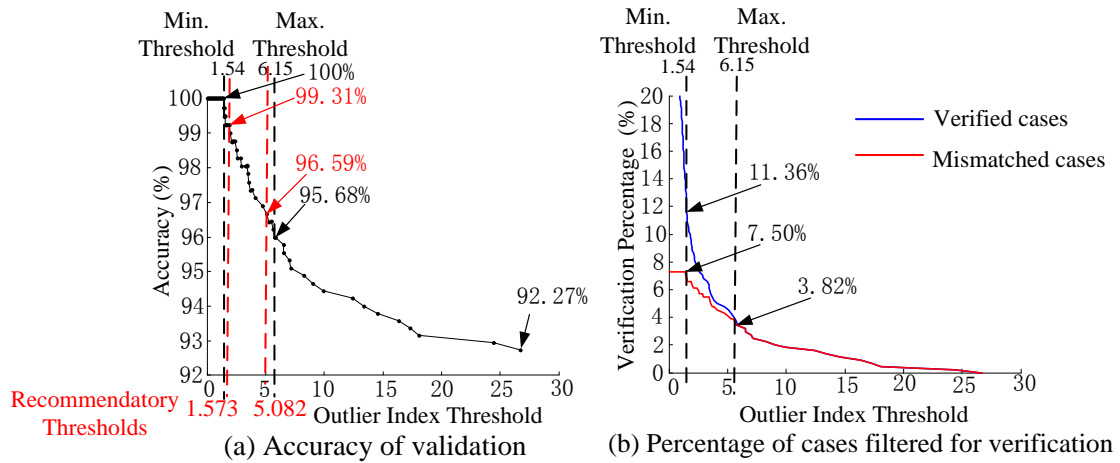 Min.
Threshold
1.54
Max.
Threshold
6.15
100%
99.31%
96.59%
95.68%
92.27%
Accuracy (%)
100
99
98
97
96
95
94
93
92
0
5
10
15
20
25
30
Recommendatory
Thresholds
1.573
5.082
Outlier Index Threshold
(a) Accuracy of validation
Min.
Threshold
1.54
Max.
Threshold
6.15
Verified cases
Mismatched cases
11.36%
7.50%
3.82%
Verification Percentage (%)
20
18
16
14
12
10
8
6
4
2
0
0
5
10
15
20
25
30
Outlier Index Threshold
(b) Percentage of cases filtered for verification